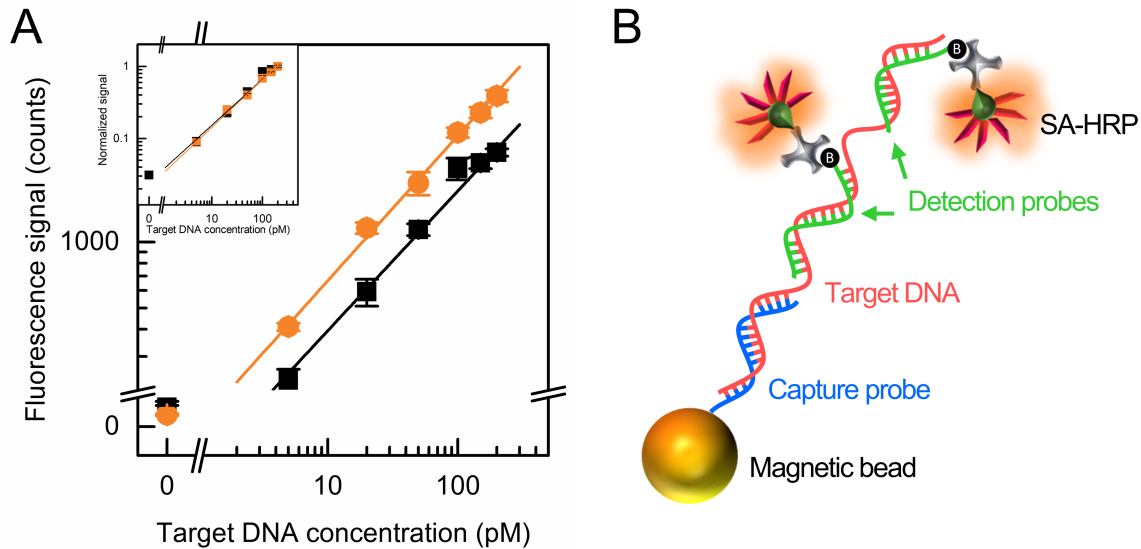 A
Fluorescence signal (counts)
1000
0
0
10
100
Target DNA concentration (pM)
Normalized signal
1
0.1
0
10
100
Target DNA concentration (pM)
B
B
B
SA-HRP
Detection probes
Target DNA
Capture probe
Magnetic bead